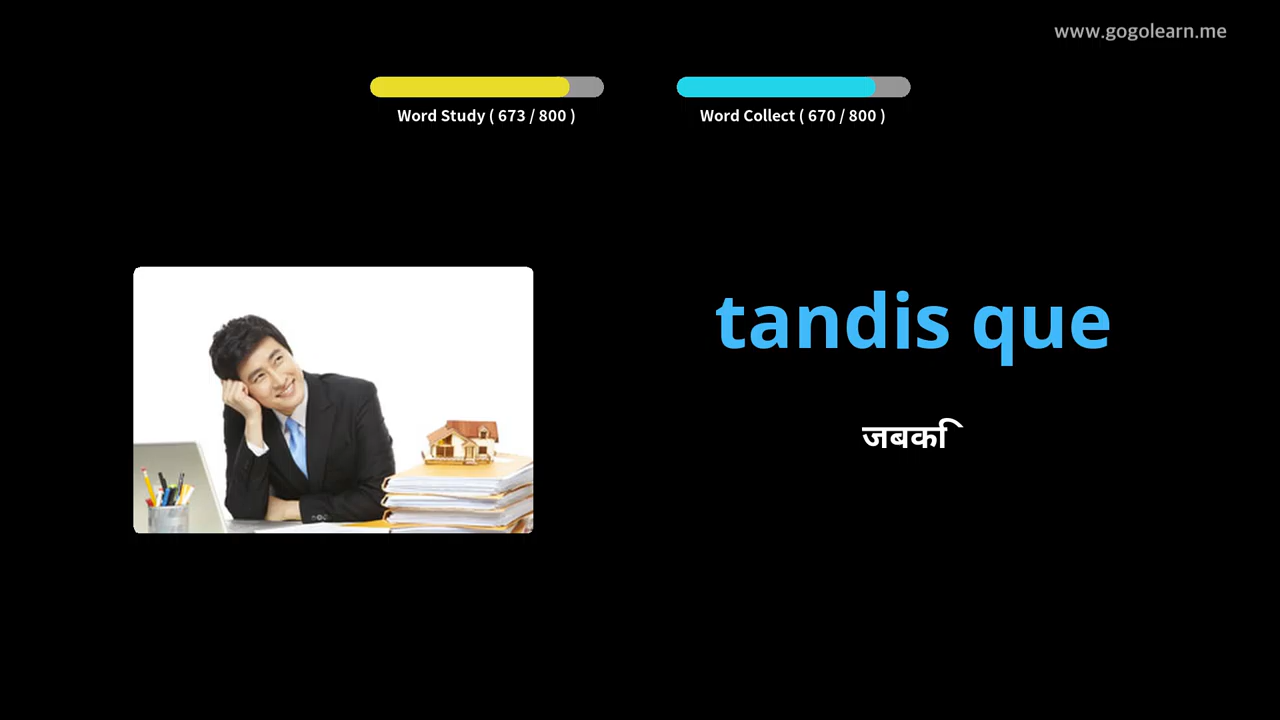 www.gogolearn.me
Word Study ( 673 / 800 )
Word Collect ( 670 / 800 )
tandis que
जबकि